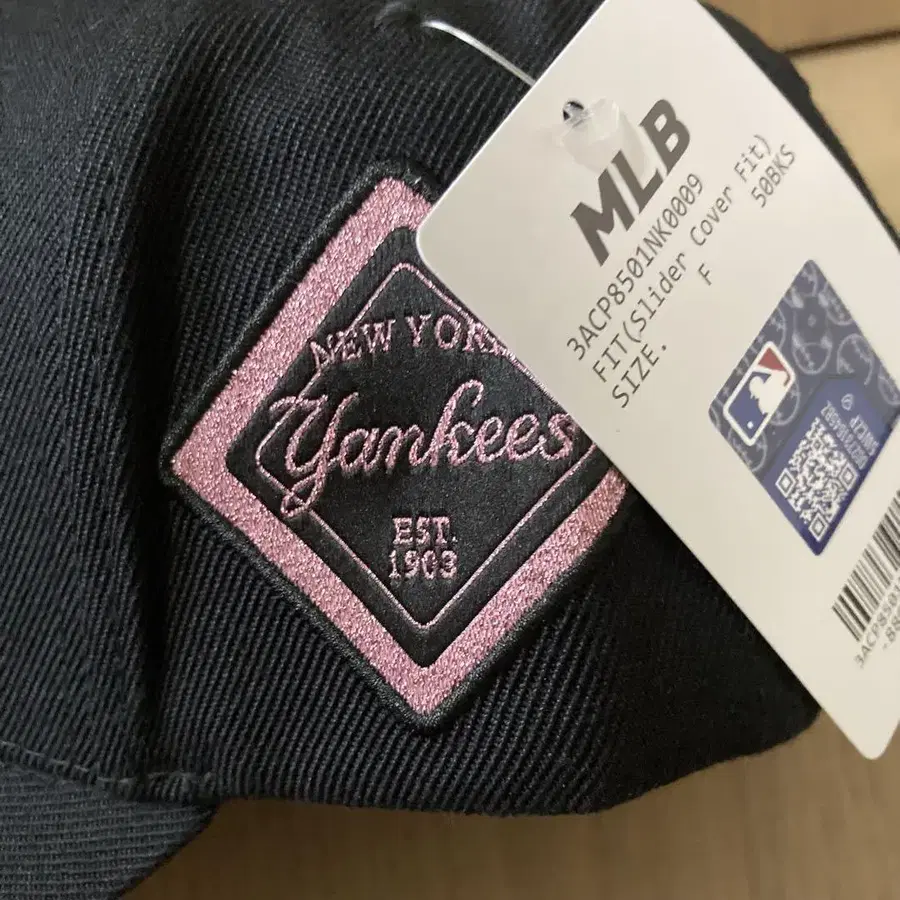 NEW YORK
Yankees
EST.
1903
MLB
3ACP8501NK0009
FIT(Slider Cover Fit)
SIZE. F 50BKS